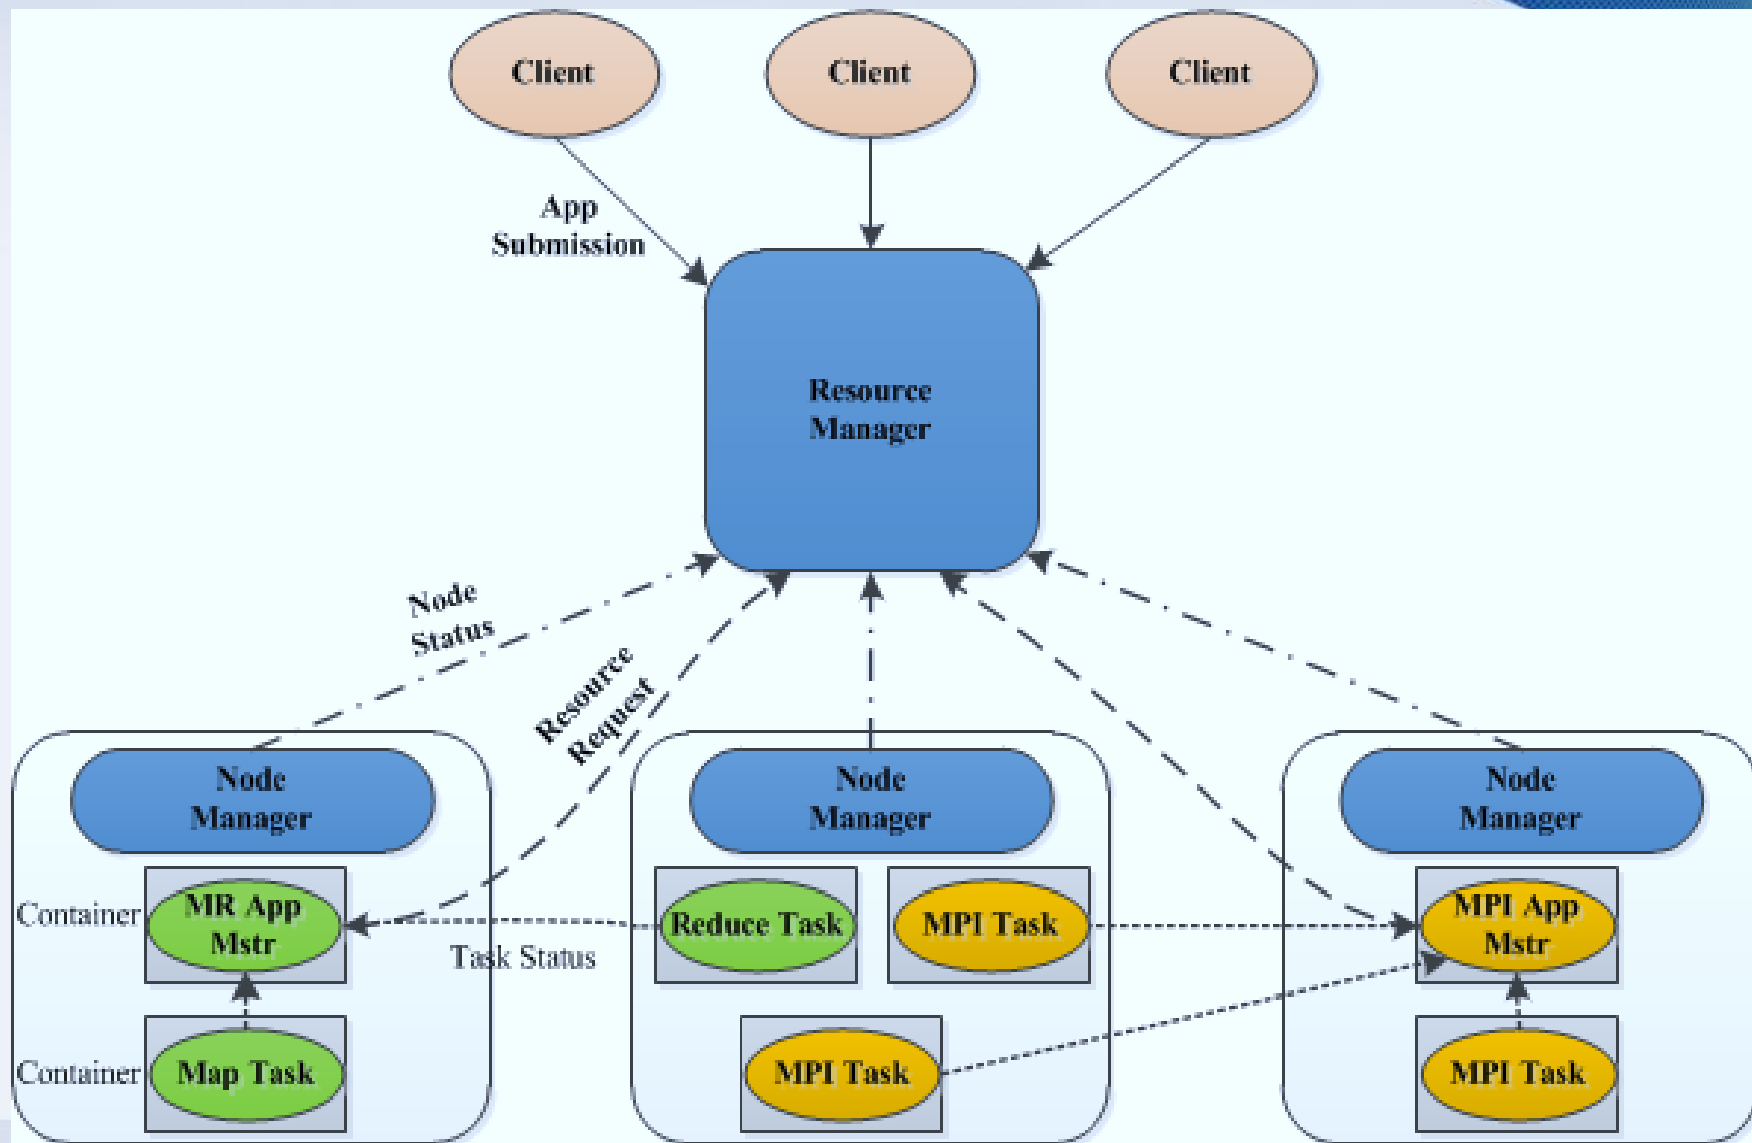 Client
Client
Client
App
Submission
Resource
Manager
Node
Status
Resource
Request
Node
Manager
Node
Manager
Node
Manager
Container
MR App
Mstr
Task Status
Reduce Task
MPI Task
MPI App
Mstr
Container
Map Task
MPI Task
MPI Task